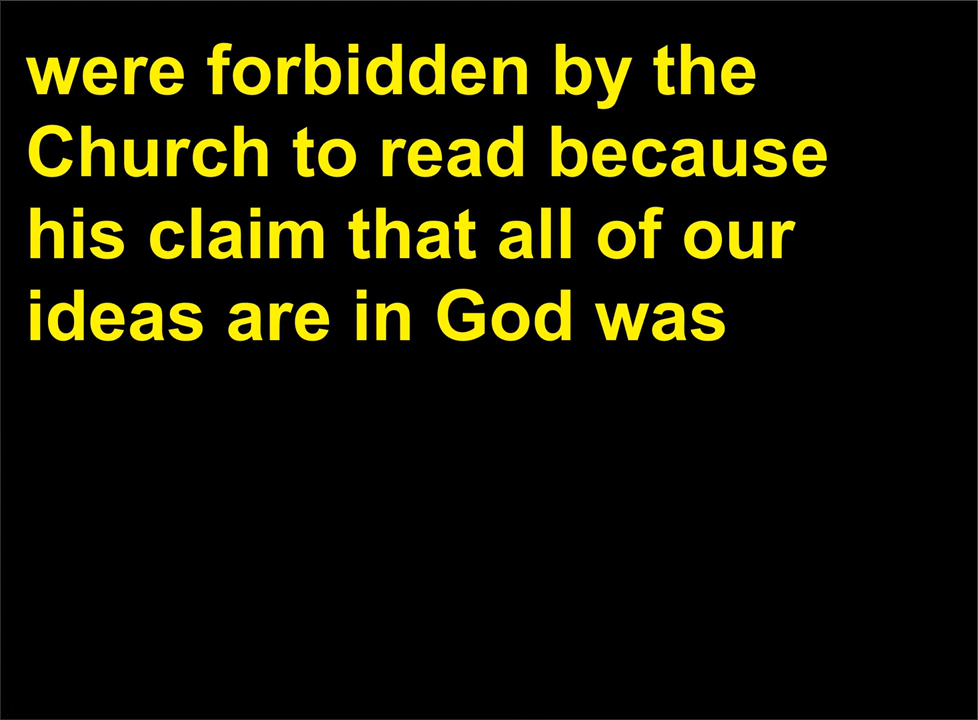 were forbidden by the
Church to read because
his claim that all of our
ideas are in God was